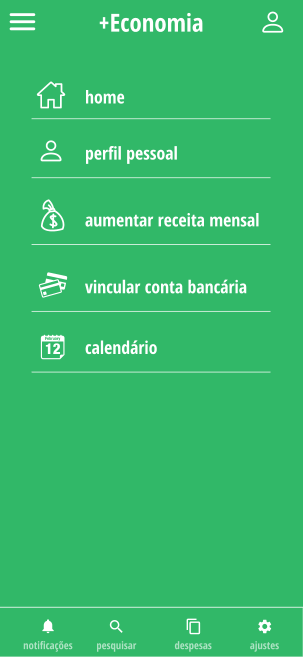 +Economia
home
perfil pessoal
aumentar receita mensal
vincular conta bancária
February
12
calendário
notificações pesquisar despesas ajustes